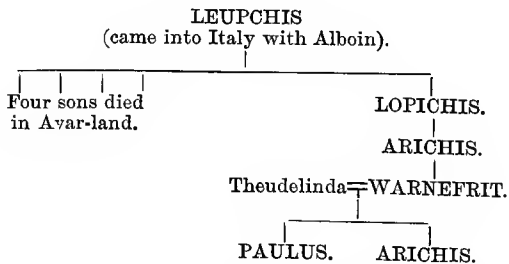 LEUPCHIS
(came into Italy with Alboin).
Four sons died
in Avar-land.
LOPICHIS.
ARICHIS.
Theudelinda WARNEFRIT.
PAULUS. ARICHIS.